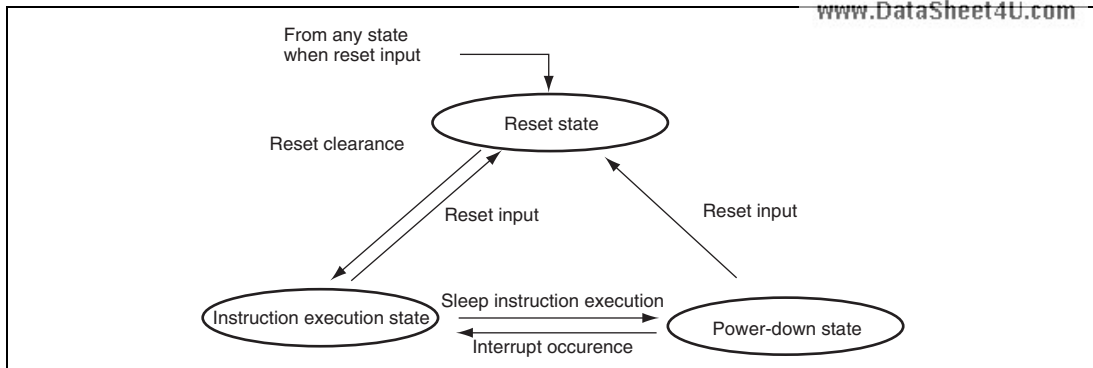 www.DataSheet4U.com
From any state
when reset input
Reset state
Reset clearance
Reset input
Reset input
Instruction execution state
Sleep instruction execution
Interrupt occurence
Power-down state